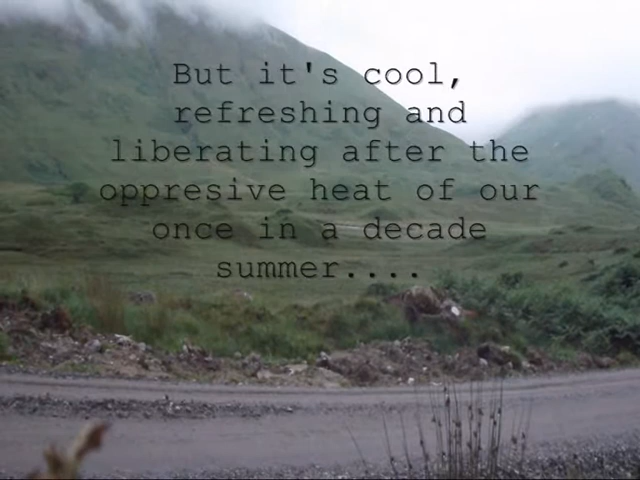 But it's cool,
refreshing and
liberating after the
oppresive heat of our
once in a decade
summer....